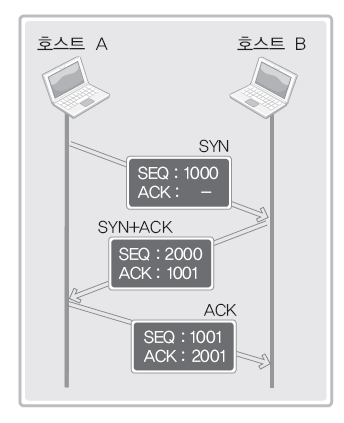 호스트 A
호스트 B
SYN
SEQ : 1000
ACK : –
SYN+ACK
SEQ : 2000
ACK : 1001
ACK
SEQ : 1001
ACK : 2001